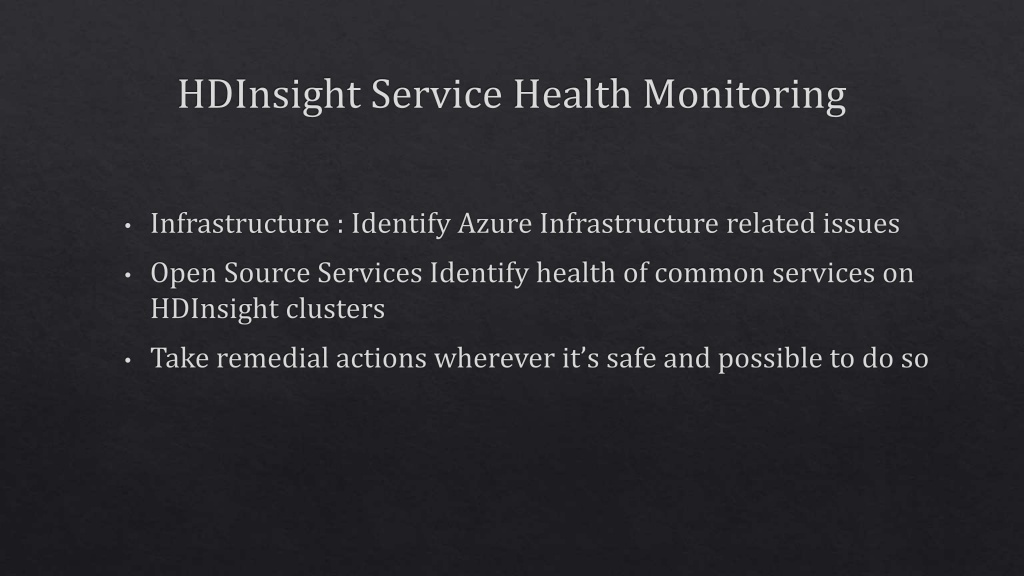 HDInsight Service Health Monitoring
• Infrastructure : Identify Azure Infrastructure related issues
• Open Source Services Identify health of common services on
HDInsight clusters
• Take remedial actions wherever it’s safe and possible to do so